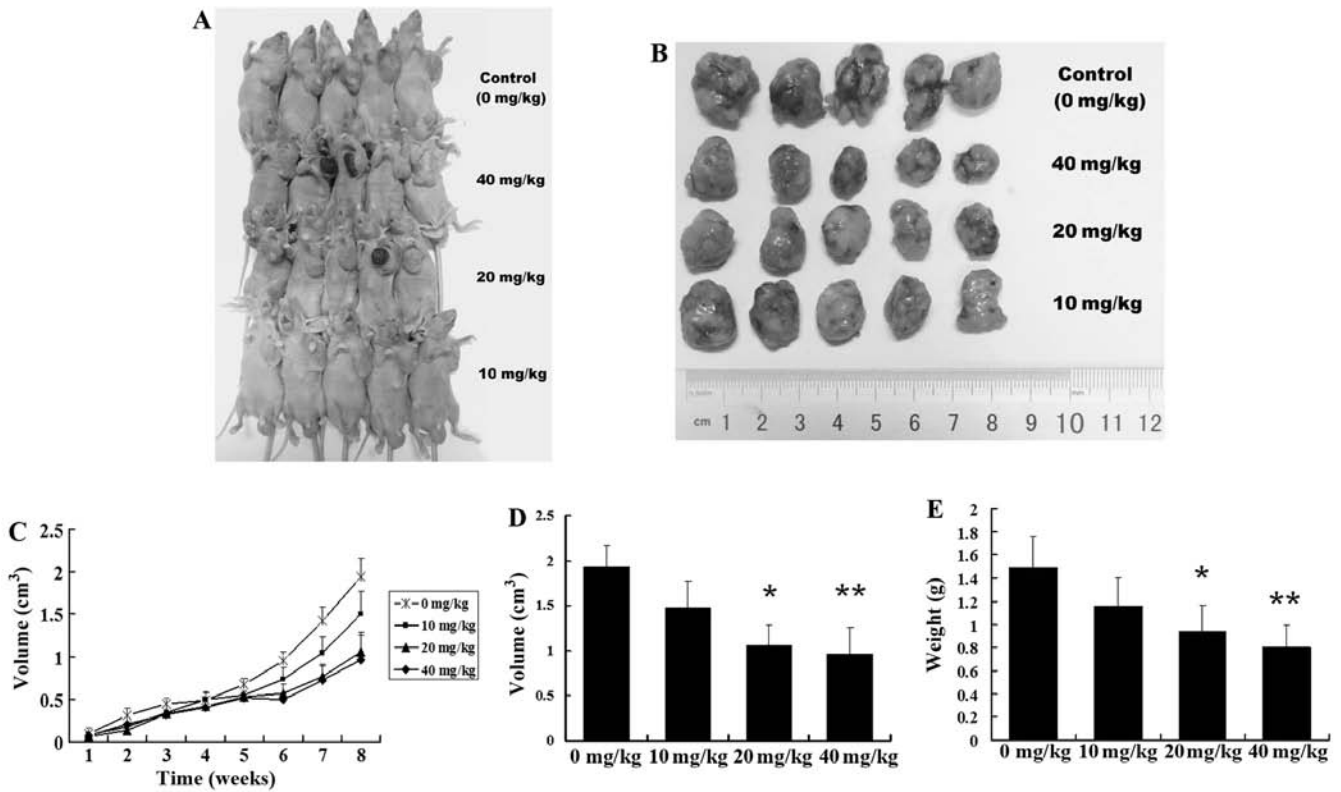 A
Control
(0 mg/kg)
40 mg/kg
20 mg/kg
10 mg/kg
B
Control
(0 mg/kg)
40 mg/kg
20 mg/kg
10 mg/kg
cm 1 2 3 4 5 6 7 8 9 10 11 12
C
Volume (cm³)
2.5
2
1.5
1
0.5
0
1 2 3 4 5 6 7 8
Time (weeks)
0 mg/kg
10 mg/kg
20 mg/kg
40 mg/kg
D
Volume (cm³)
2.5
2
1.5
1
0.5
0
* **
0 mg/kg 10 mg/kg 20 mg/kg 40 mg/kg
E
Weight (g)
2
1.8
1.6
1.4
1.2
1
0.8
0.6
0.4
0.2
0
* **
0 mg/kg 10 mg/kg 20 mg/kg 40 mg/kg